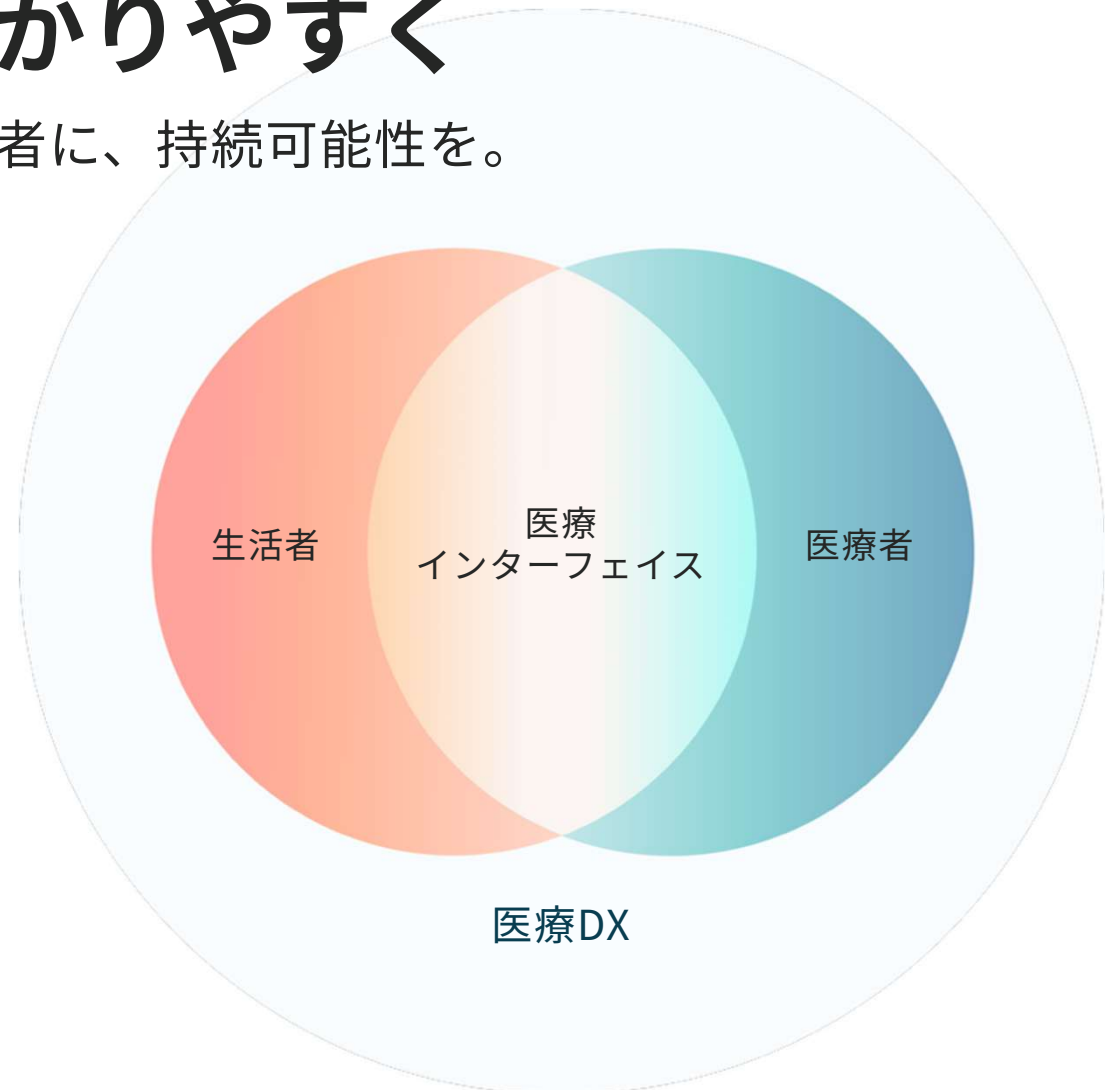 かりやすく
者に、持続可能性を。
生活者
医療
インターフェイス
医療者
医療DX